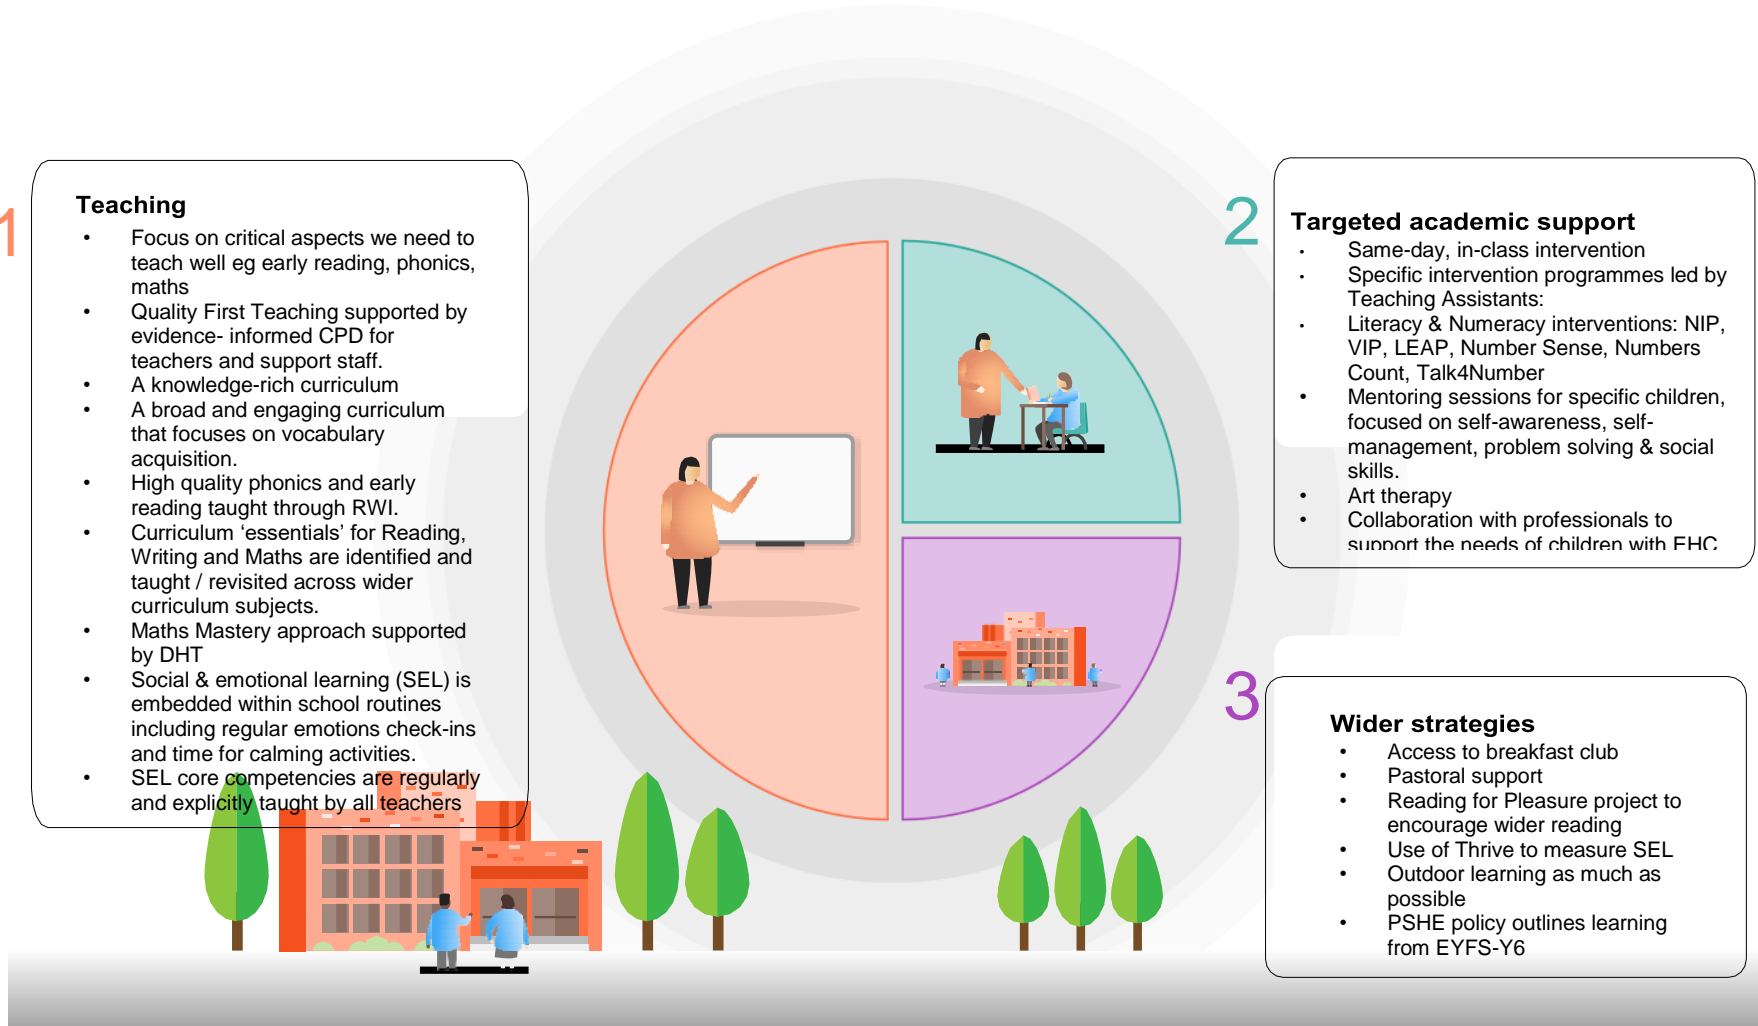 1
Teaching
• Focus on critical aspects we need to
teach well eg early reading, phonics,
maths
• Quality First Teaching supported by
evidence- informed CPD for
teachers and support staff.
• A knowledge-rich curriculum
• A broad and engaging curriculum
that focuses on vocabulary
acquisition.
• High quality phonics and early
reading taught through RWI.
• Curriculum ‘essentials’ for Reading,
Writing and Maths are identified and
taught / revisited across wider
curriculum subjects.
• Maths Mastery approach supported
by DHT
• Social & emotional learning (SEL) is
embedded within school routines
including regular emotions check-ins
and time for calming activities.
• SEL core competencies are regularly
and explicitly taught by all teachers
2
Targeted academic support
• Same-day, in-class intervention
• Specific intervention programmes led by
Teaching Assistants:
• Literacy & Numeracy interventions: NIP,
VIP, LEAP, Number Sense, Numbers
Count, Talk4Number
• Mentoring sessions for specific children,
focused on self-awareness, self-
management, problem solving & social
skills.
• Art therapy
• Collaboration with professionals to
support the needs of children with EHC
3
Wider strategies
• Access to breakfast club
• Pastoral support
• Reading for Pleasure project to
encourage wider reading
• Use of Thrive to measure SEL
• Outdoor learning as much as
possible
• PSHE policy outlines learning
from EYFS-Y6